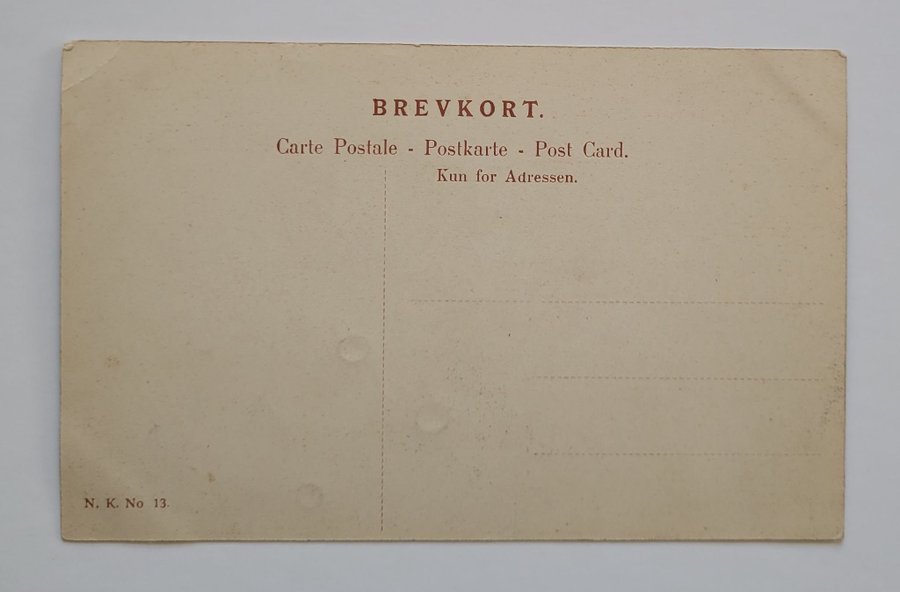 BREVKORT.
Carte Postale - Postkarte - Post Card.
Kun for Adressen.
N. K. No 13.